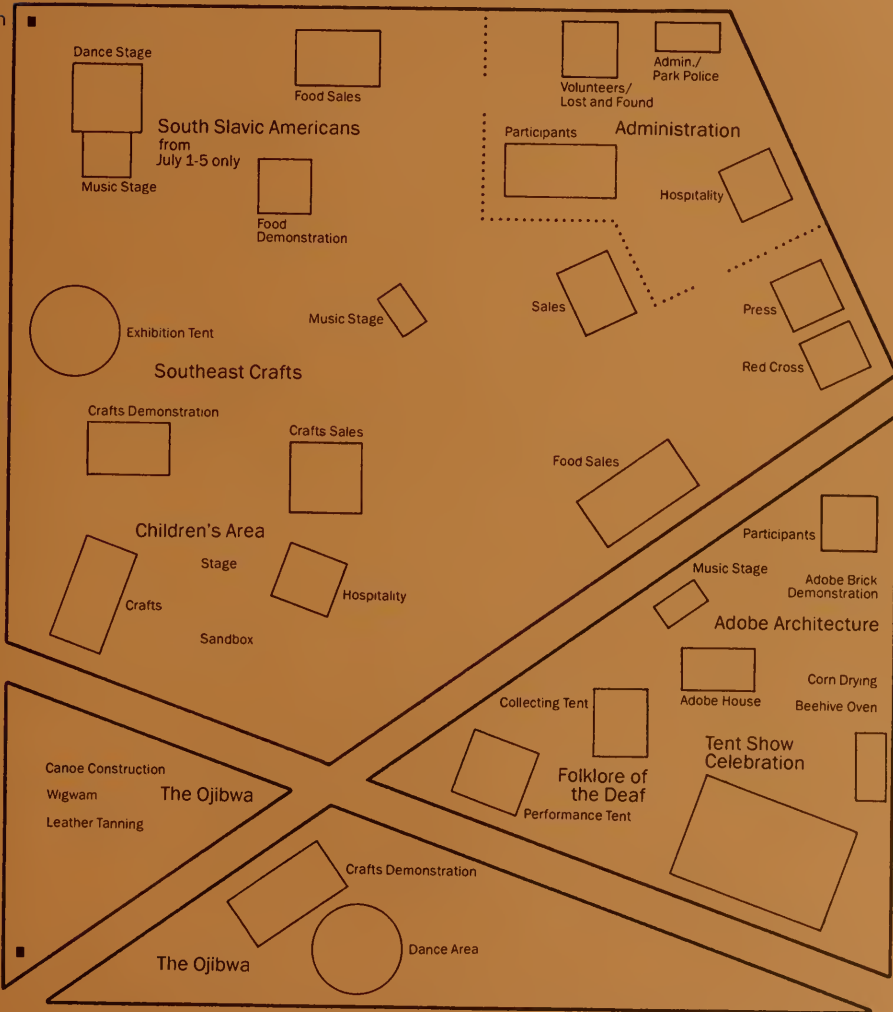 Dance Stage
Food Sales
South Slavic Americans
from
July 1-5 only
Music Stage
Food
Demonstration
Volunteers/
Lost and Found
Admin./
Park Police
Participants
Administration
Hospitality
Sales
Press
Red Cross
Music Stage
Exhibition Tent
Southeast Crafts
Crafts Demonstration
Crafts Sales
Food Sales
Children's Area
Stage
Crafts
Hospitality
Sandbox
Participants
Music Stage
Adobe Brick
Demonstration
Adobe Architecture
Adobe House
Corn Drying
Beehive Oven
Collecting Tent
Folklore of
the Deaf
Performance Tent
Tent Show
Celebration
Canoe Construction
Wigwam
The Ojibwa
Leather Tanning
Crafts Demonstration
Dance Area
The Ojibwa